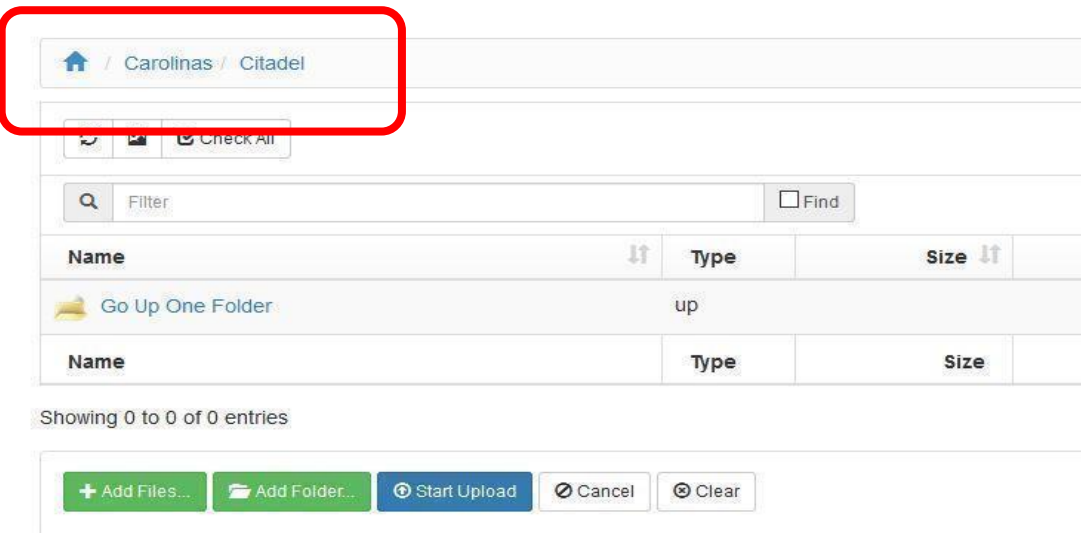 / Carolinas / Citadel
Check All
Filter Find
Name Type Size
Go Up One Folder up
Name Type Size
Showing 0 to 0 of 0 entries
+ Add Files... Add Folder... Start Upload Cancel Clear